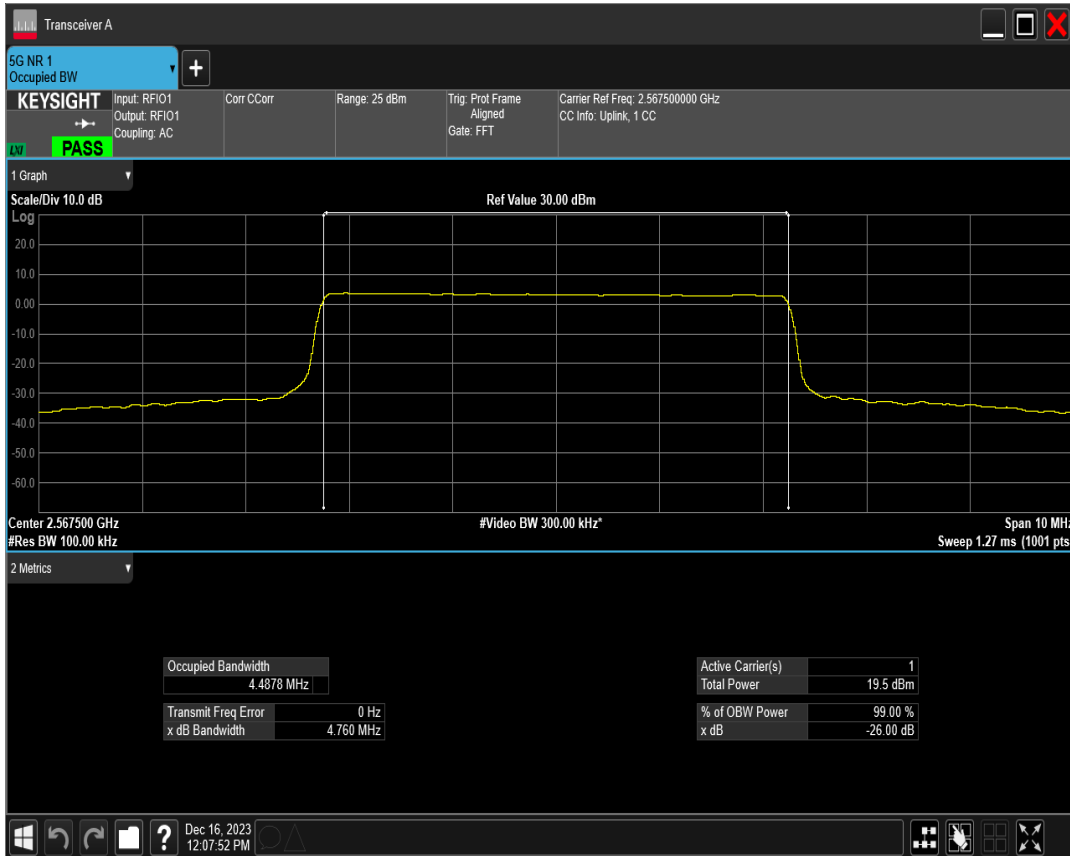 Transceiver A
5G NR 1
Occupied BW
KEYSIGHT
LXI
PASS
Input: RFIO1
Output: RFIO1
Coupling: AC
Corr CCorr
Range: 25 dBm
Trig: Prot Frame
Aligned
Gate: FFT
Carrier Ref Freq: 2.567500000 GHz
CC Info: Uplink, 1 CC
1 Graph
Scale/Div 10.0 dB
Ref Value 30.00 dBm
Log
20.0
10.0
0.00
-10.0
-20.0
-30.0
-40.0
-50.0
-60.0
Center 2.567500 GHz
#Video BW 300.00 kHz*
Span 10 MHz
#Res BW 100.00 kHz
Sweep 1.27 ms (1001 pts
2 Metrics
Occupied Bandwidth
4.4878 MHz
Transmit Freq Error 0 Hz
x dB Bandwidth 4.760 MHz
Active Carrier(s) 1
Total Power 19.5 dBm
% of OBW Power 99.00 %
x dB -26.00 dB
Dec 16, 2023
12:07:52 PM